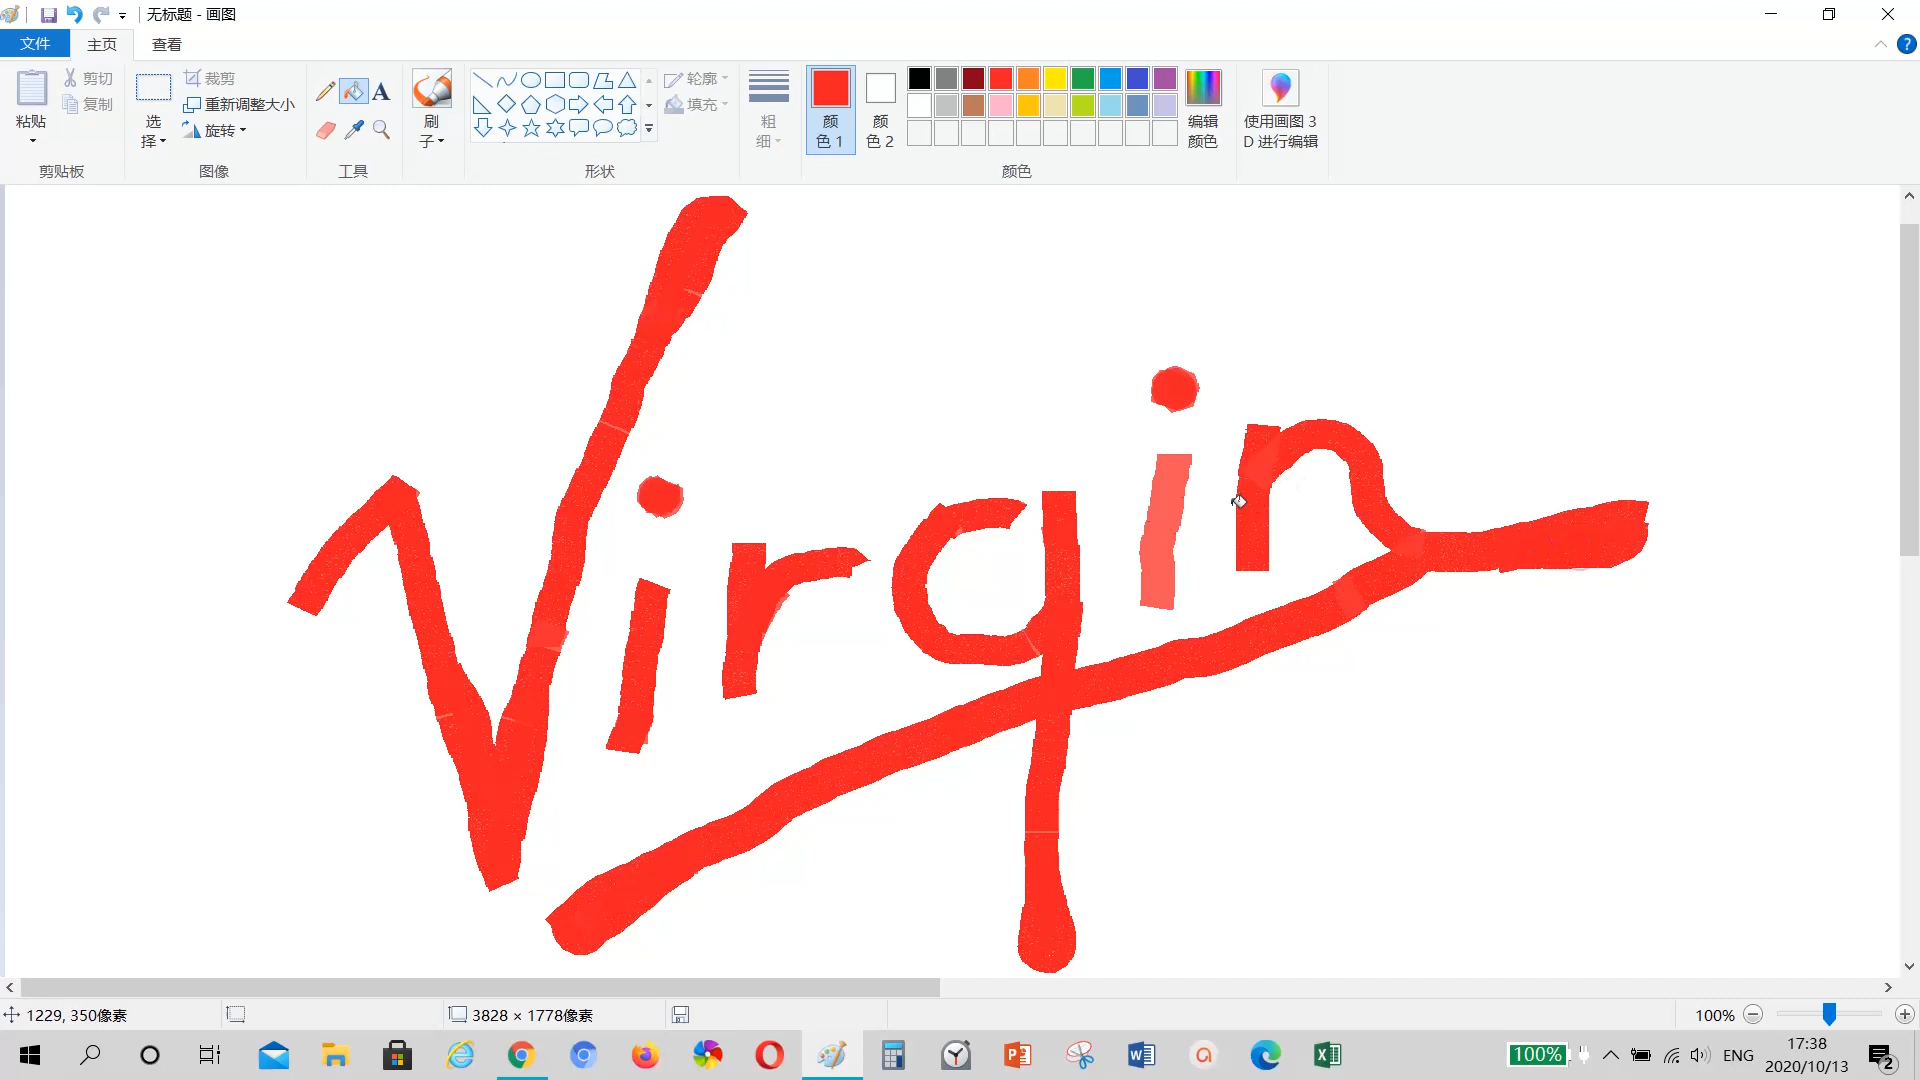 无标题 - 画图
文件 主页 查看
粘贴 剪切 复制
选择 裁剪 重新调整大小 旋转
A
刷子
轮廓 填充
粗细
颜色 1 颜色 2
编辑颜色
使用画图 3D 进行编辑
剪贴板 图像 工具 形状 颜色
Virgin
1229, 350像素 3828 × 1778像素 100%
100% ENG 17:38
2020/10/13 2